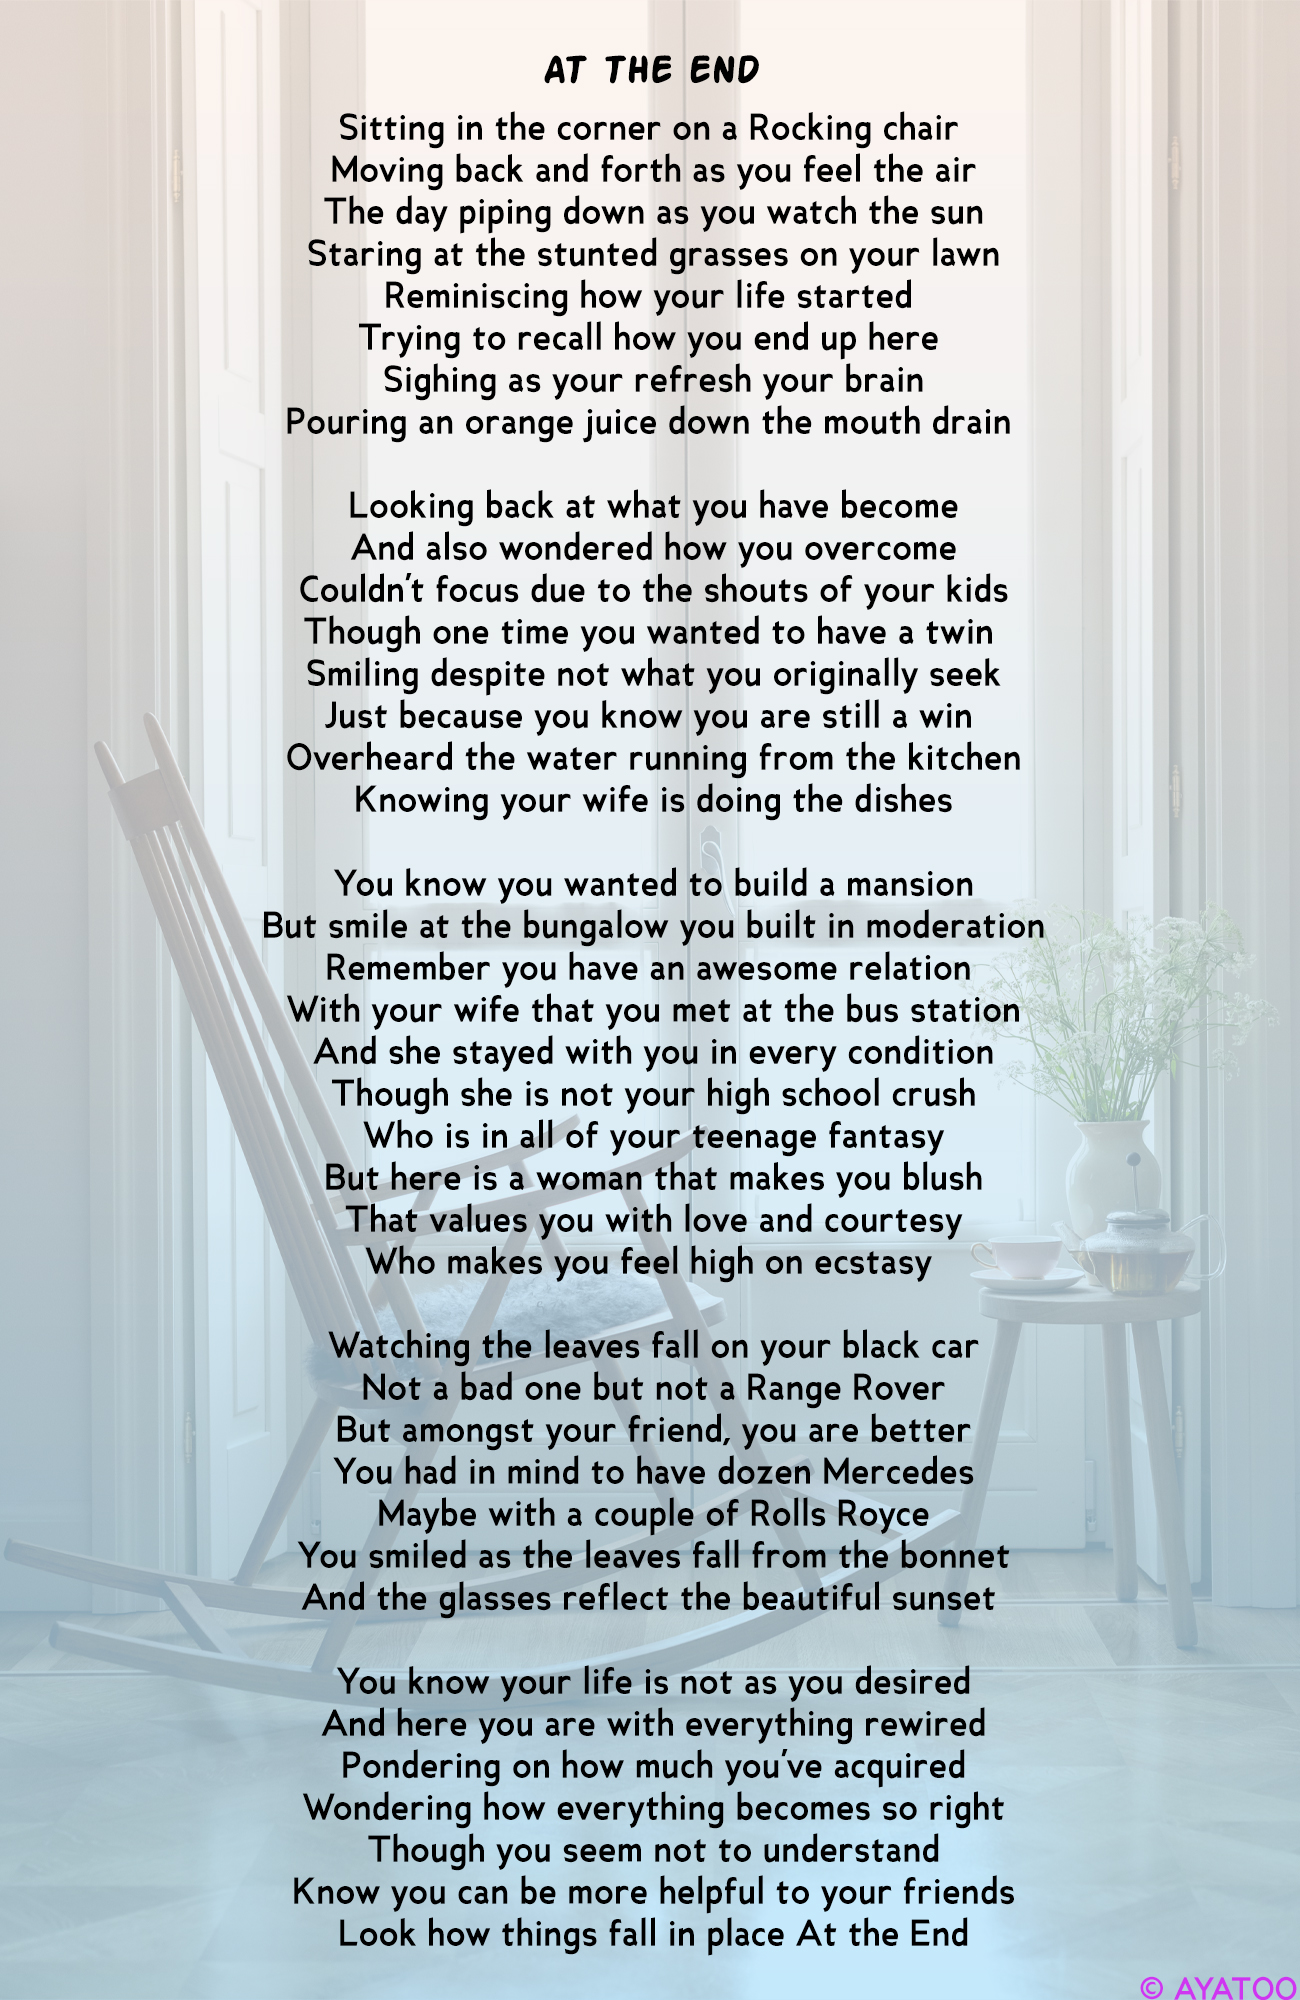 AT THE END
Sitting in the corner on a Rocking chair
Moving back and forth as you feel the air
The day piping down as you watch the sun
Staring at the stunted grasses on your lawn
Reminiscing how your life started
Trying to recall how you end up here
Sighing as your refresh your brain
Pouring an orange juice down the mouth drain
Looking back at what you have become
And also wondered how you overcome
Couldn't focus due to the shouts of your kids
Though one time you wanted to have a twin
Smiling despite not what you originally seek
Just because you know you are still a win
Overheard the water running from the kitchen
Knowing your wife is doing the dishes
You know you wanted to build a mansion
But smile at the bungalow you built in moderation
Remember you have an awesome relation
With your wife that you met at the bus station
And she stayed with you in every condition
Though she is not your high school crush
Who is in all of your teenage fantasy
But here is a woman that makes you blush
That values you with love and courtesy
Who makes you feel high on ecstasy
Watching the leaves fall on your black car
Not a bad one but not a Range Rover
But amongst your friend, you are better
You had in mind to have dozen Mercedes
Maybe with a couple of Rolls Royce
You smiled as the leaves fall from the bonnet
And the glasses reflect the beautiful sunset
You know your life is not as you desired
And here you are with everything rewired
Pondering on how much you've acquired
Wondering how everything becomes so right
Though you seem not to understand
Know you can be more helpful to your friends
Look how things fall in place At the End
© AYATOO